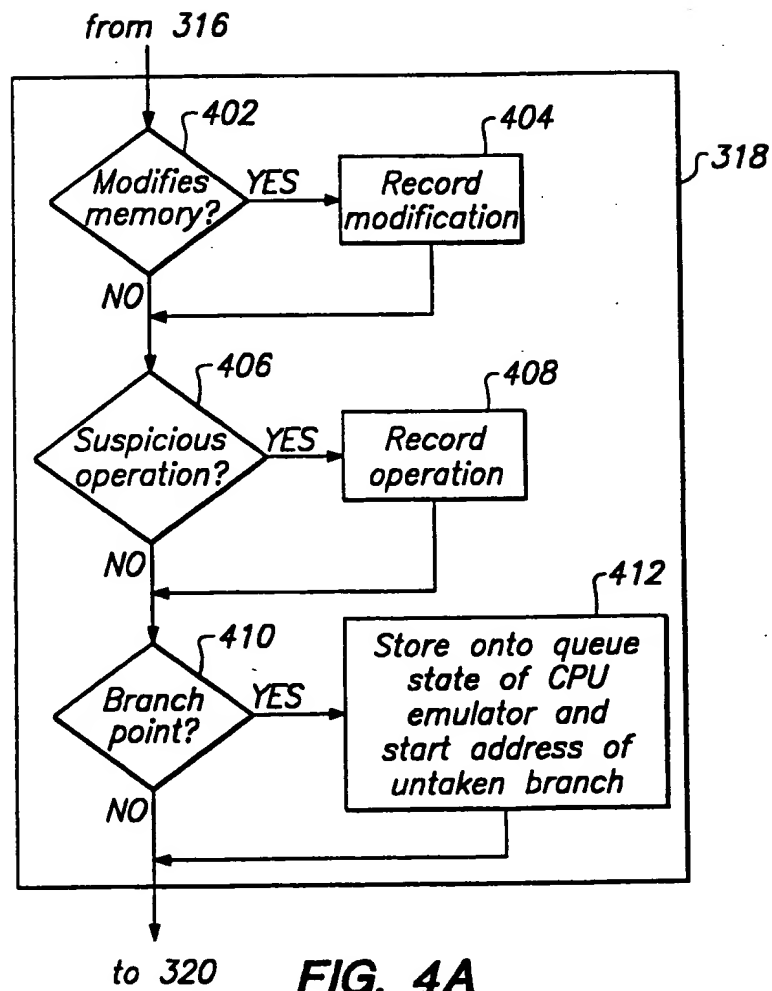 from 316
402
404
318
Modifies
memory?
YES
Record
modification
NO
406
408
Suspicious
operation?
YES
Record
operation
NO
412
410
Branch
point?
YES
Store onto queue
state of CPU
emulator and
start address of
untaken branch
NO
to 320
FIG. 4A